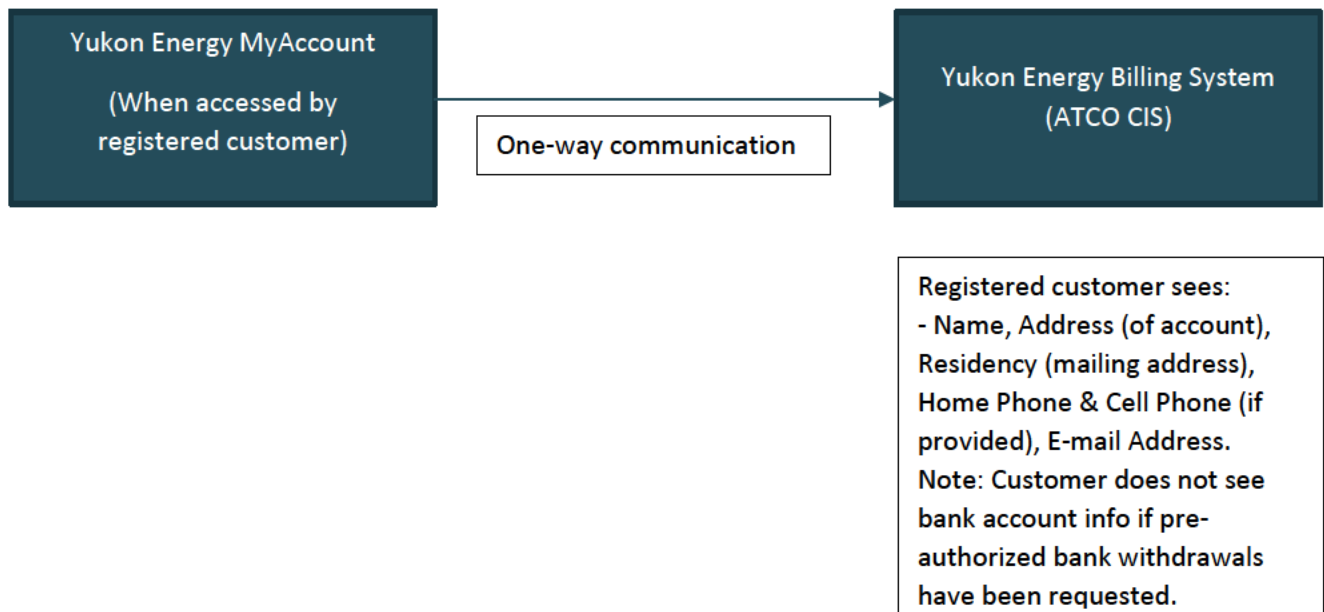 Yukon Energy MyAccount
(When accessed by
registered customer)
One-way communication
Yukon Energy Billing System
(ATCO CIS)
Registered customer sees:
- Name, Address (of account),
Residency (mailing address),
Home Phone & Cell Phone (if
provided), E-mail Address.
Note: Customer does not see
bank account info if pre-
authorized bank withdrawals
have been requested.